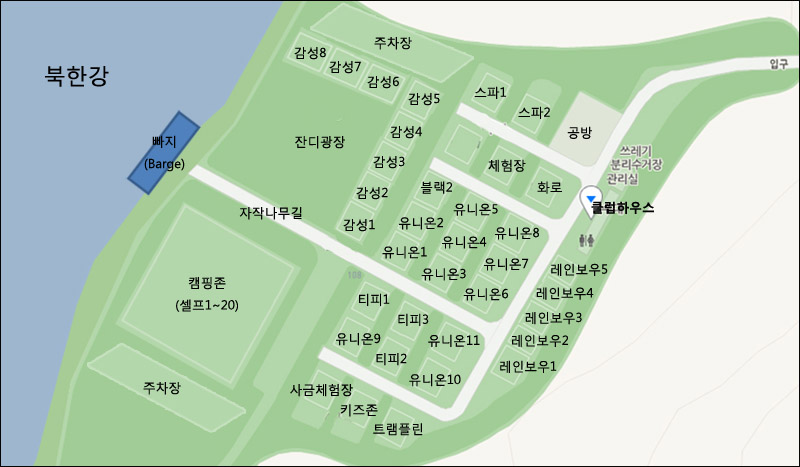 북한강
주차장
감성8
감성7
감성6
감성5
스파1
스파2
입구
빠지
(Barge)
잔디광장
감성4
감성3
감성2
감성1
공방
쓰레기
분리수거장
관리실
체험장
화로
블랙2
클럽하우스
자작나무길
유니온5
유니온2
유니온8
유니온4
유니온1
유니온7
유니온3
유니온6
레인보우5
레인보우4
레인보우3
레인보우2
레인보우1
캠핑존
(셀프1~20)
티피1
티피3
유니온9
유니온11
티피2
유니온10
주차장
사금체험장
키즈존
트램플린